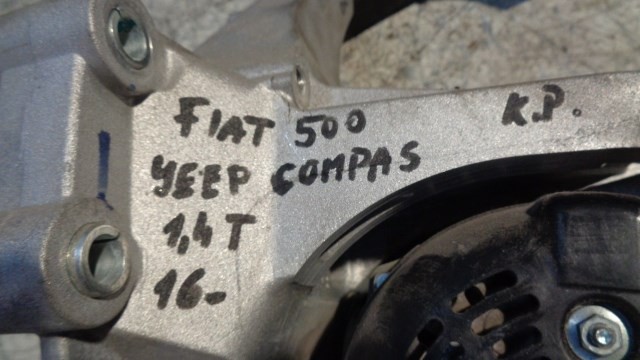 FIAT 500 K.P.
YEEP COMPAS
1,4 T
16-